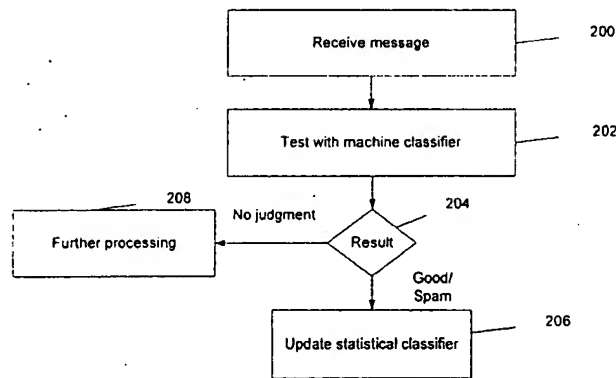 Receive message
200
Test with machine classifier
202
208
No judgment
204
Further processing
Result
Good/
Spam
Update statistical classifier
206